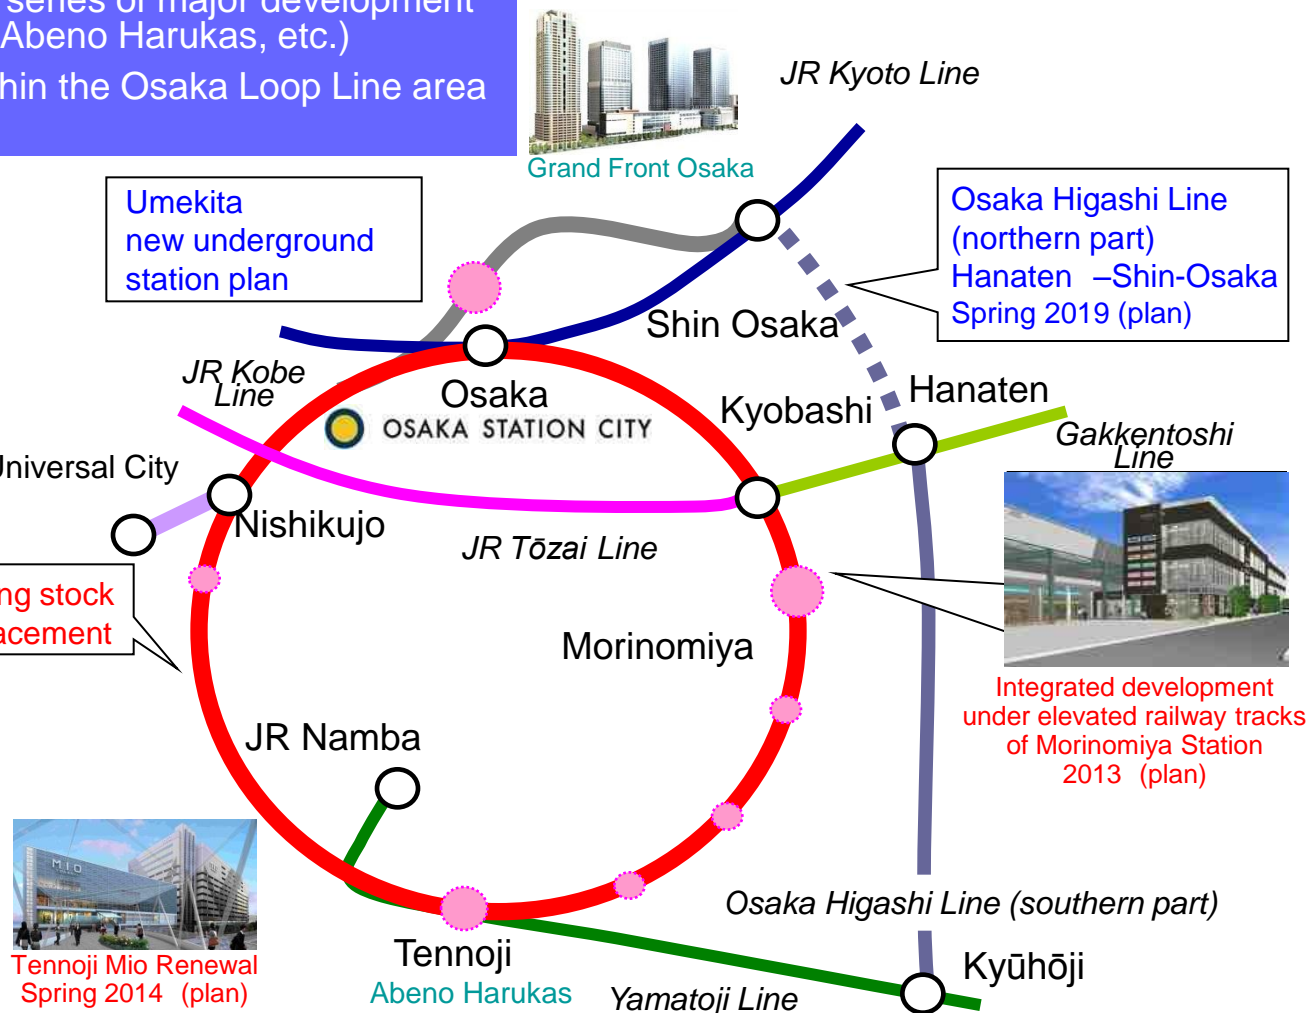 series of major development
Abeno Harukas, etc.)
the Osaka Loop Line area
Grand Front Osaka
JR Kyoto Line
Umekita
new underground
station plan
Osaka Higashi Line
(northern part)
Hanaten –Shin-Osaka
Spring 2019 (plan)
Shin Osaka
JR Kobe
Line
Osaka
OSAKA STATION CITY
Kyobashi
Hanaten
Gakkentoshi
Line
City
Nishikujo
JR Tōzai Line
stock
Morinomiya
Integrated development
under elevated railway tracks
of Morinomiya Station
2013 (plan)
JR Namba
MIO
Tennoji Mio Renewal
Spring 2014 (plan)
Tennoji
Abeno Harukas
Osaka Higashi Line (southern part)
Yamatoji Line
Kyūhōji